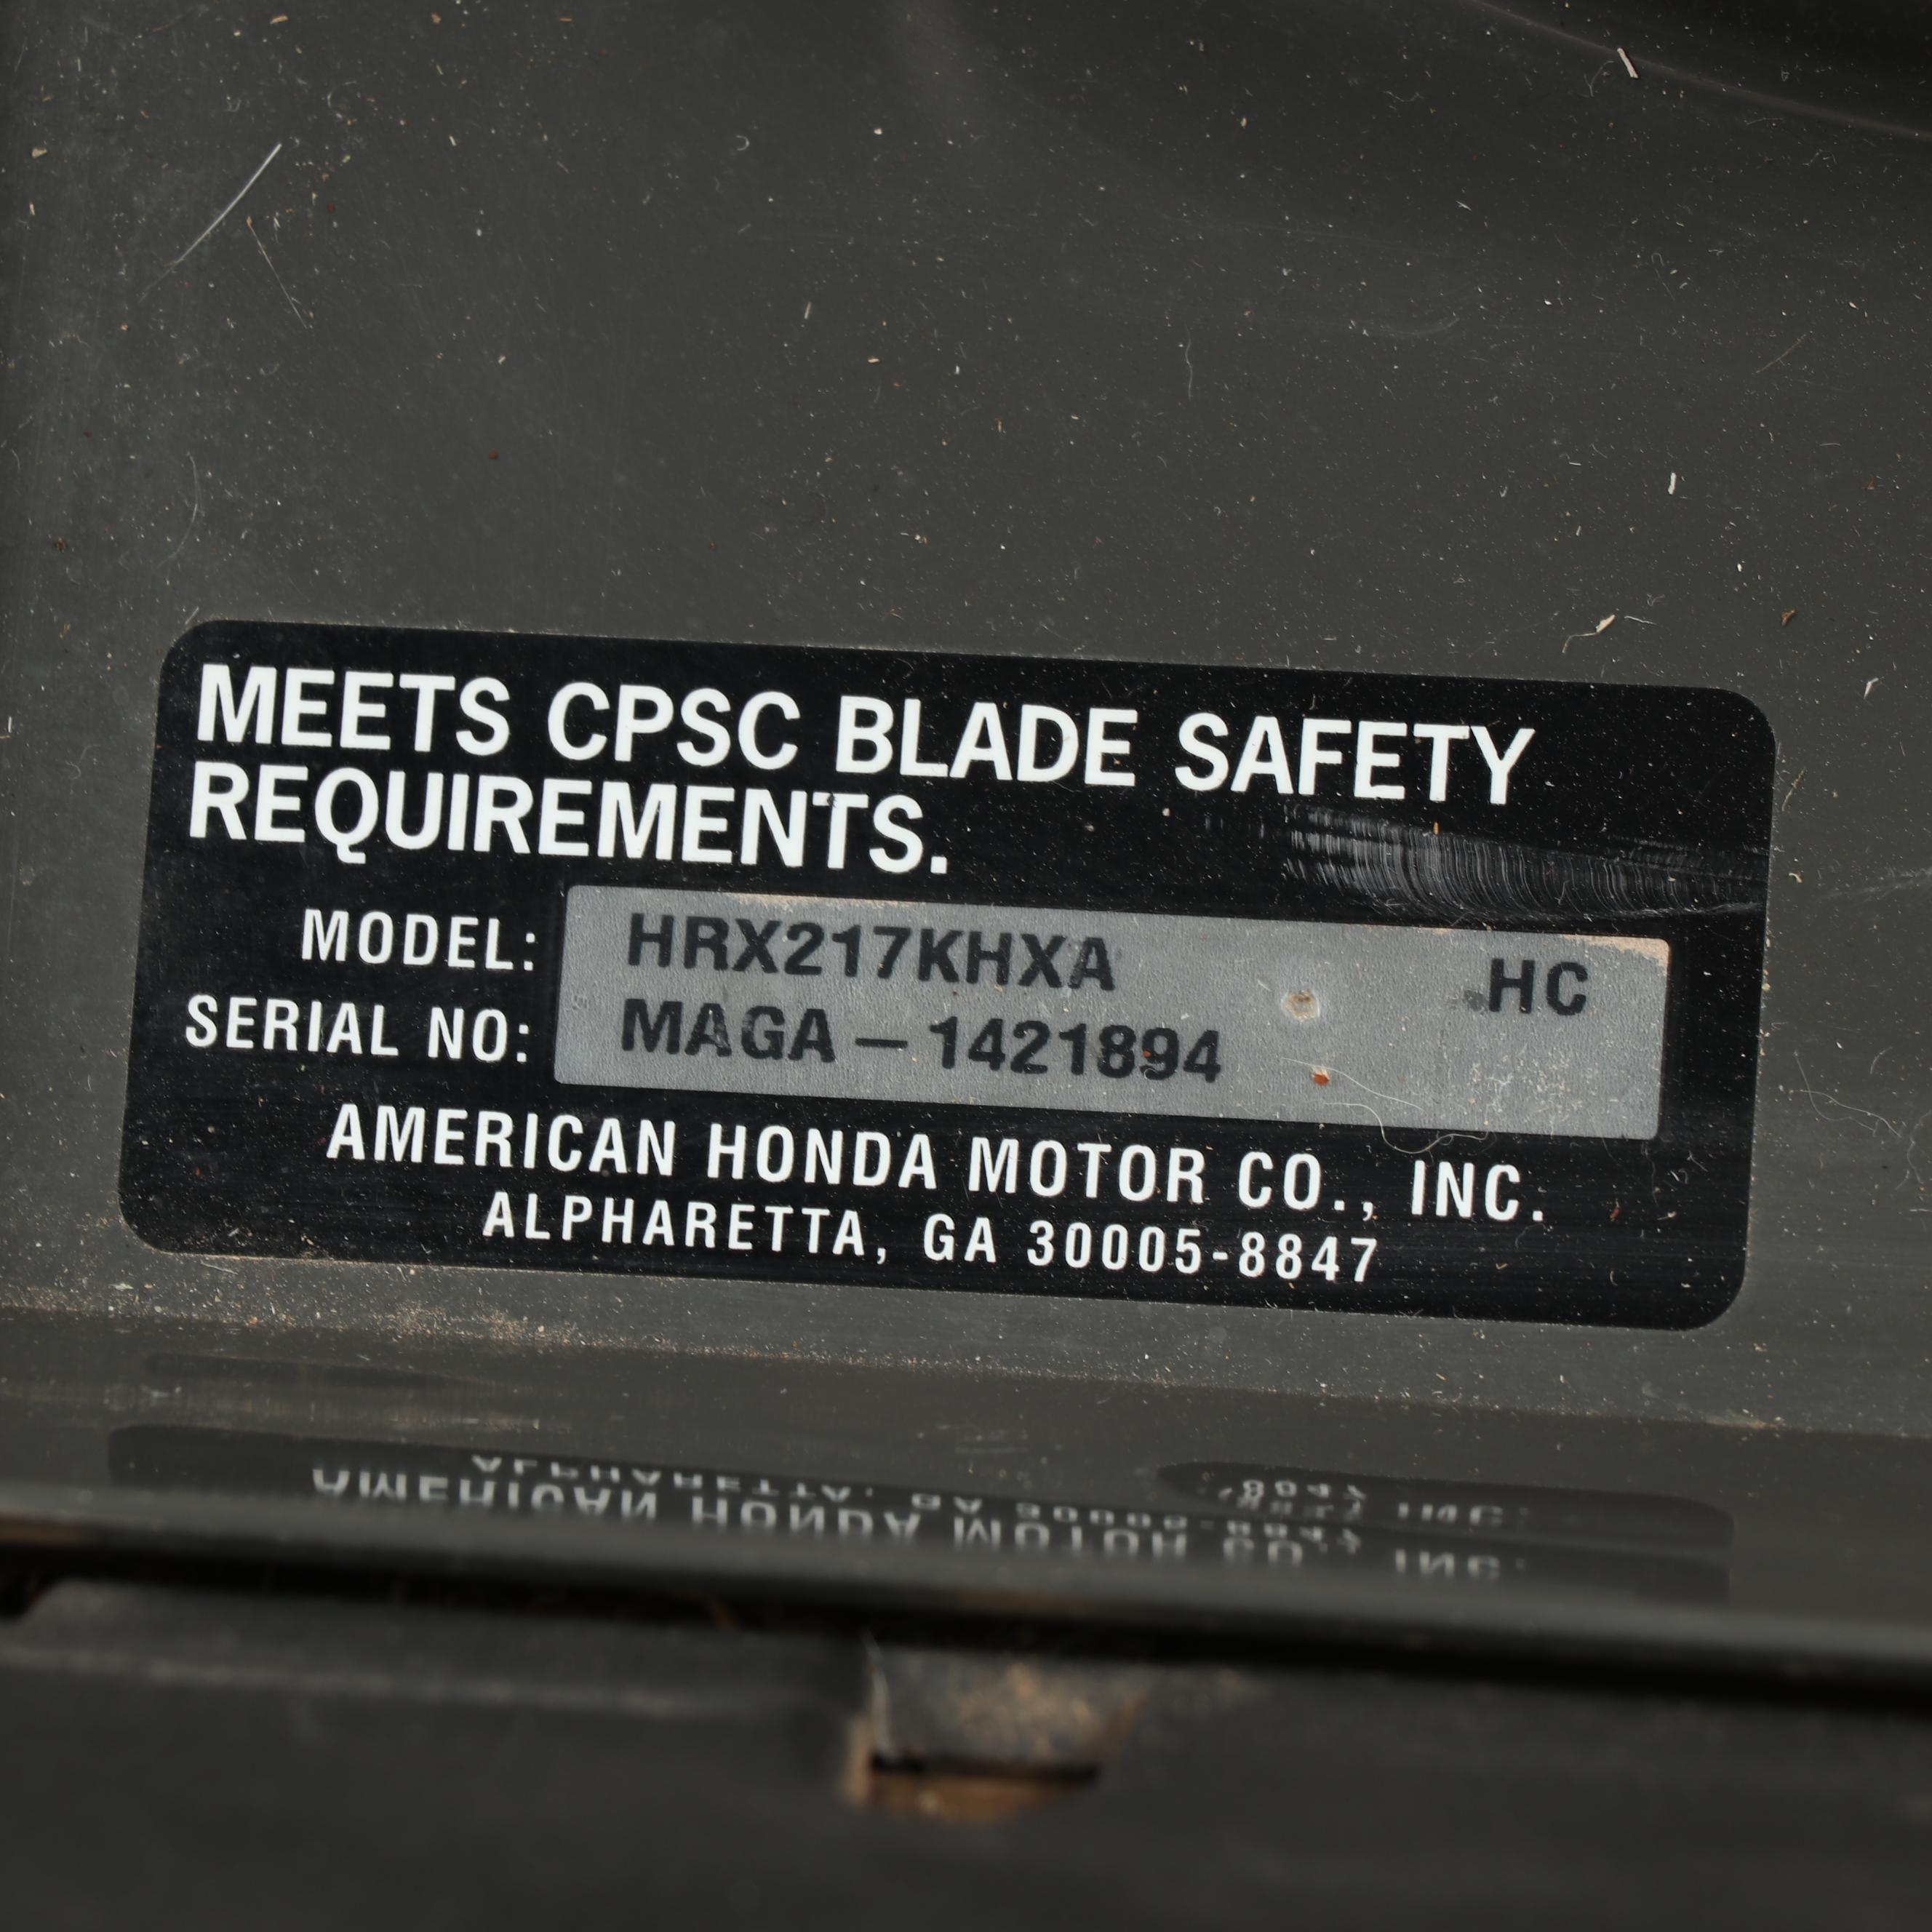 MEETS CPSC BLADE SAFETY
REQUIREMENTS.
MODEL: HRX217KHXA HC
SERIAL NO: MAGA – 1421894
AMERICAN HONDA MOTOR CO., INC.
ALPHARETTA, GA 30005-8847